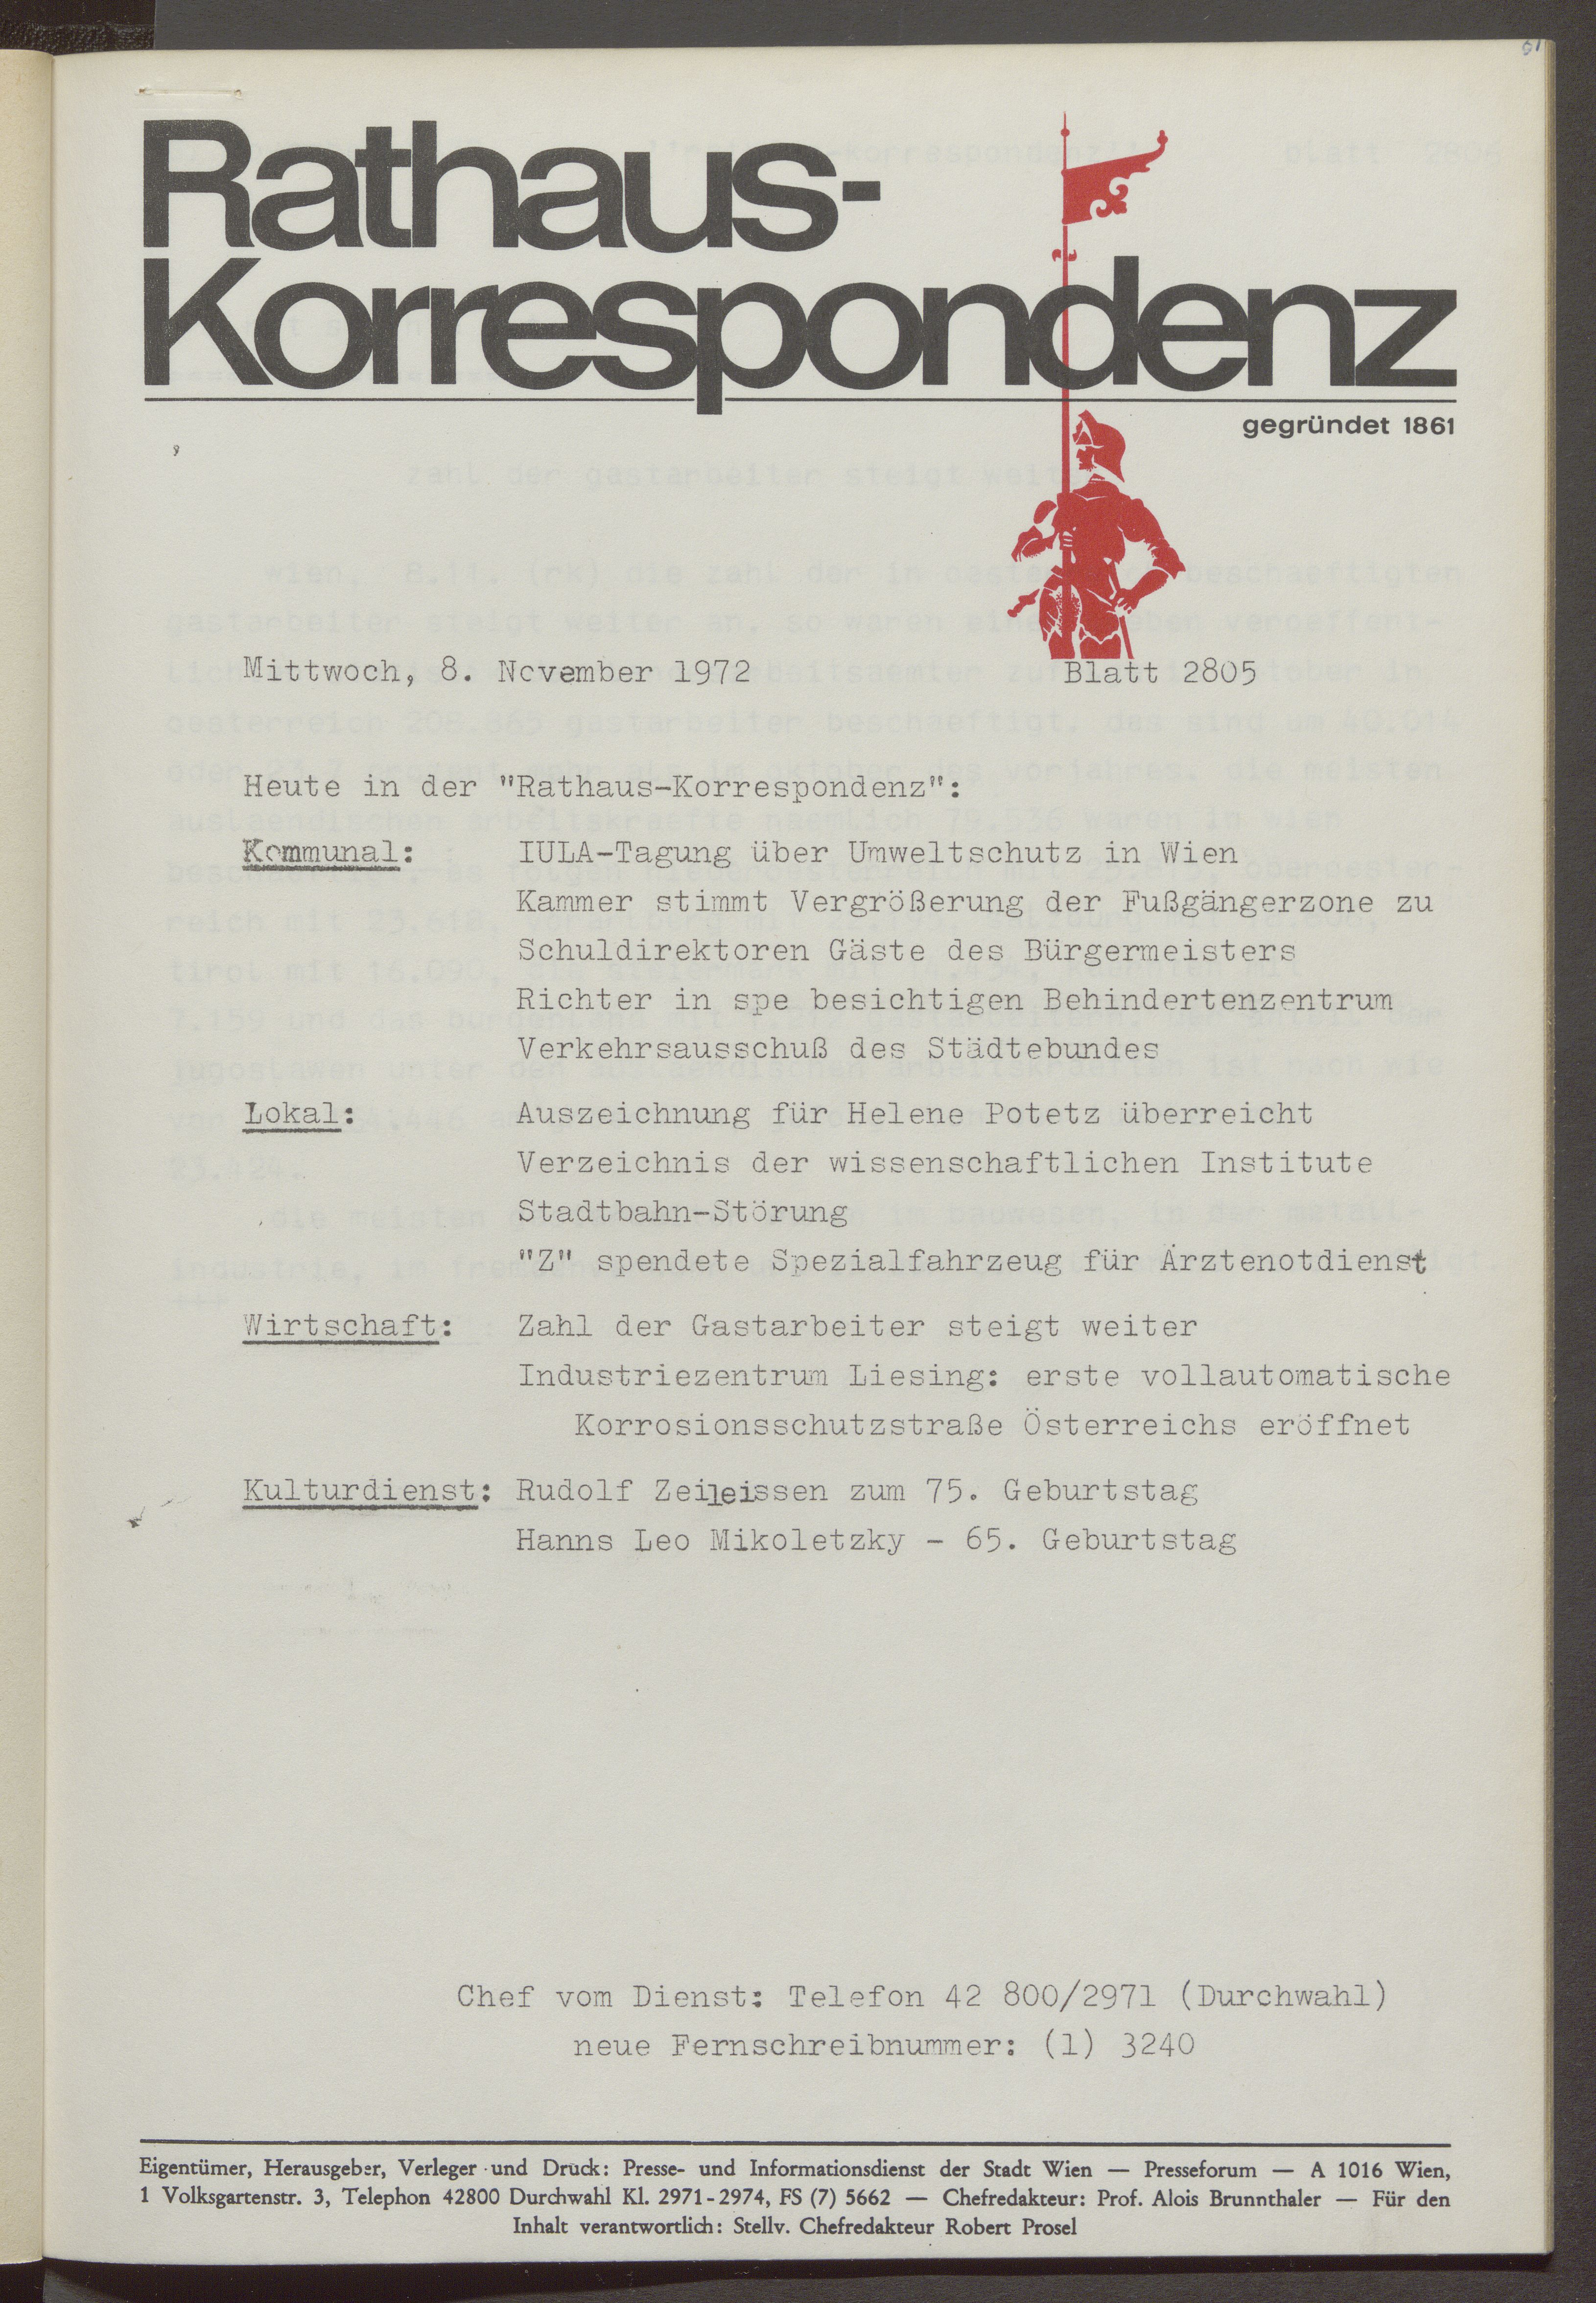 Rathaus-
Korrespondenz
gegründet 1861
Mittwoch, 8. November 1972 Blatt 2805
Heute in der "Rathaus-Korrespondenz":
Kommunal: IULA-Tagung über Umweltschutz in Wien
Kammer stimmt Vergrößerung der Fußgängerzone zu
Schuldirektoren Gäste des Bürgermeisters
Richter in spe besichtigen Behindertenzentrum
Verkehrsausschuß des Städtebundes
Lokal: Auszeichnung für Helene Potetz überreicht
Verzeichnis der wissenschaftlichen Institute
Stadtbahn-Störung
"Z" spendete Spezialfahrzeug für Ärztenotdienst
Wirtschaft: Zahl der Gastarbeiter steigt weiter
Industriezentrum Liesing: erste vollautomatische
Korrosionsschutzstraße Österreichs eröffnet
Kulturdienst: Rudolf Zeileissen zum 75. Geburtstag
Hanns Leo Mikoletzky - 65. Geburtstag
Chef vom Dienst: Telefon 42 800/2971 (Durchwahl)
neue Fernschreibnummer: (1) 3240
Eigentümer, Herausgeber, Verleger und Druck: Presse- und Informationsdienst der Stadt Wien — Presseforum — A 1016 Wien,
1 Volksgartenstr. 3, Telephon 42800 Durchwahl Kl. 2971-2974, FS (7) 5662 — Chefredakteur: Prof. Alois Brunnthaler — Für den
Inhalt verantwortlich: Stellv. Chefredakteur Robert Prosel